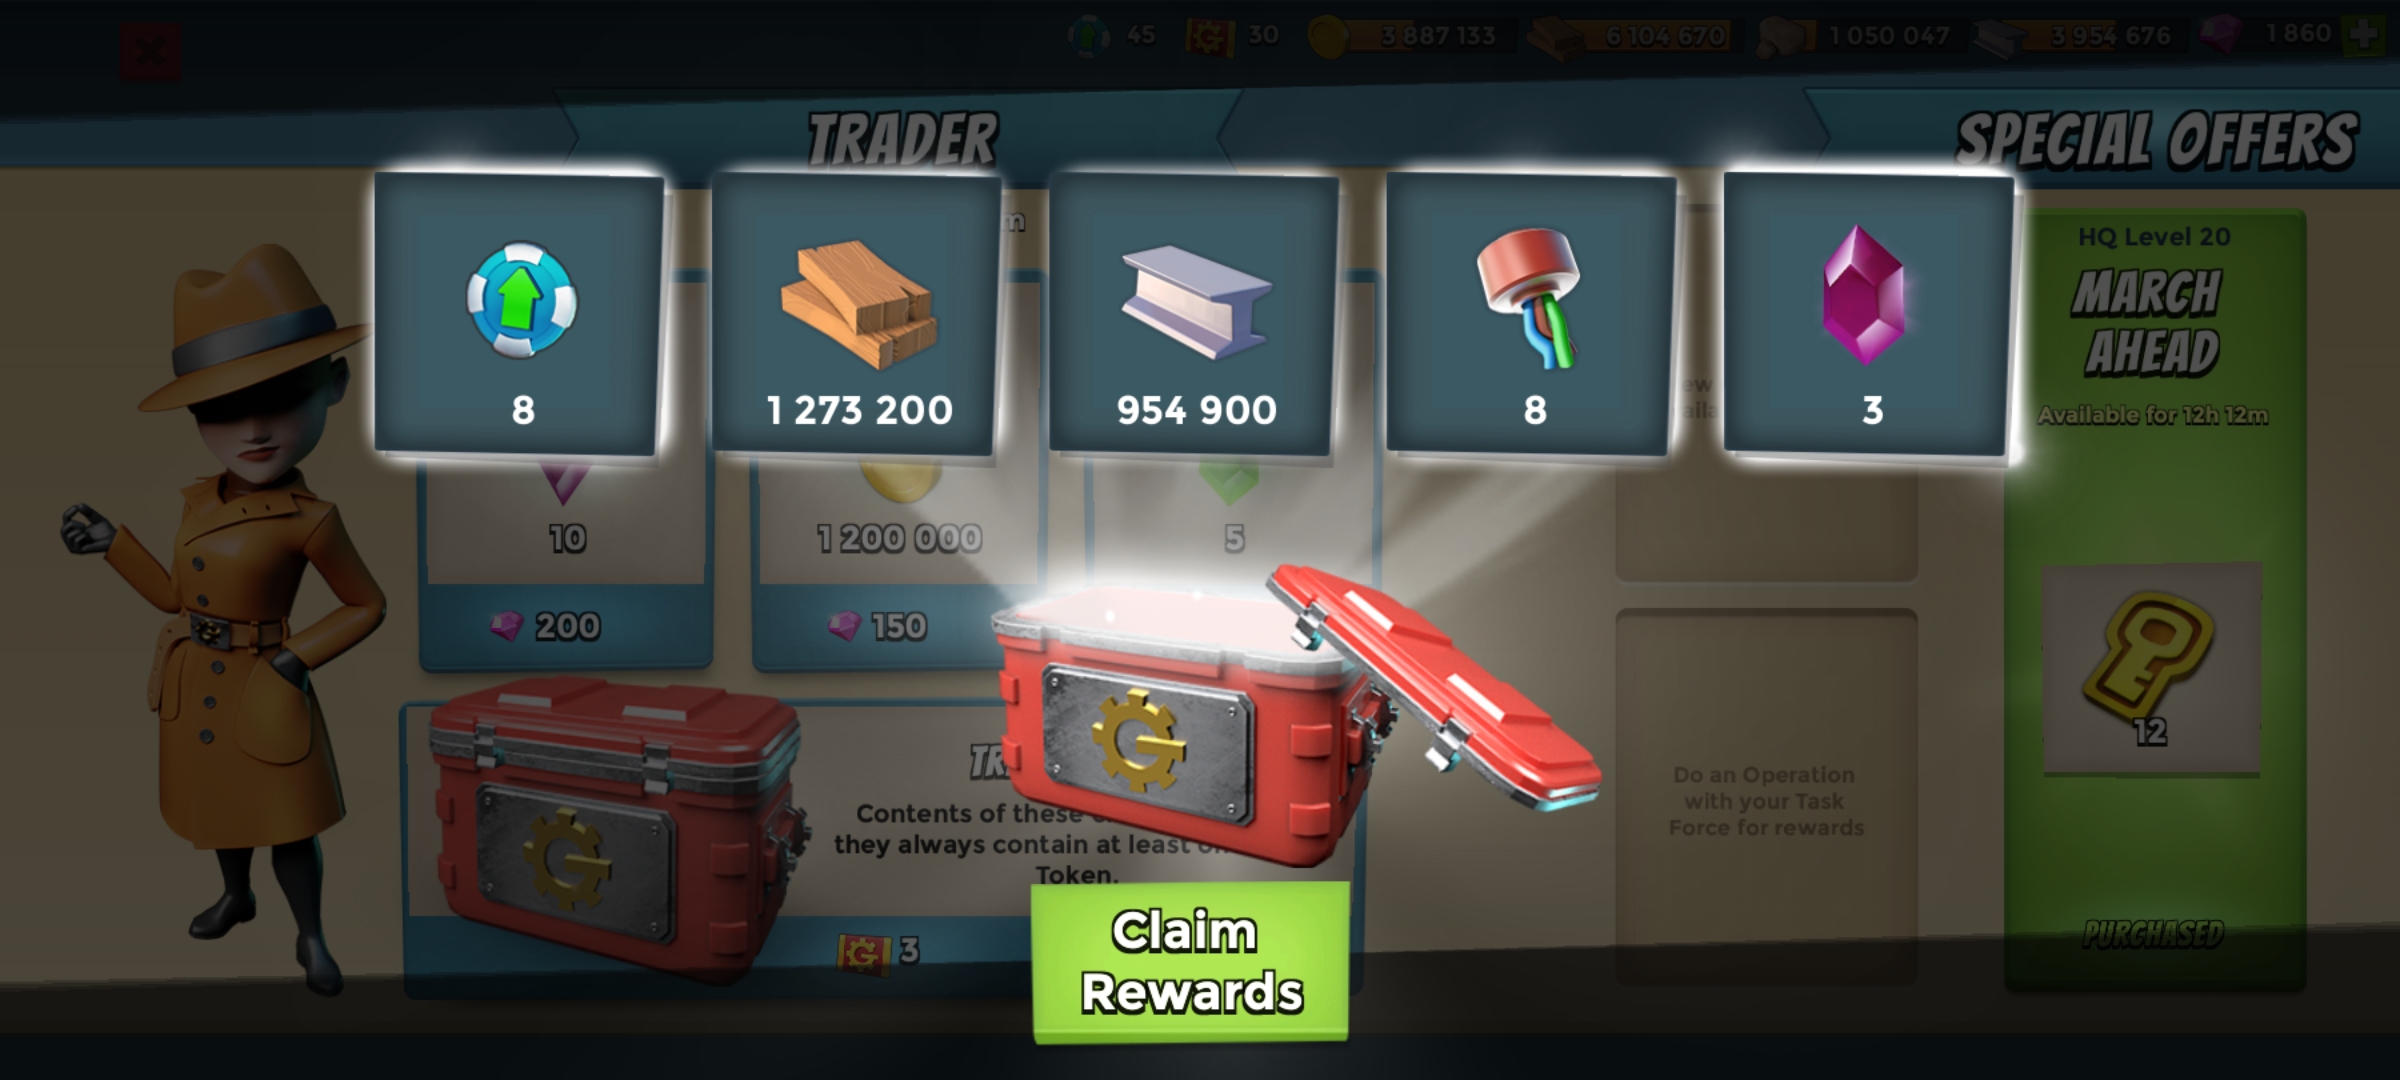 45
30
3 887 133
6 104 670
1 050 047
3 954 676
1 860
TRADER
SPECIAL OFFERS
8
1 273 200
954 900
8
3
10
200
1 200 000
150
5
Contents of these
they always contain at least
Token.
3
Claim
Rewards
Do an Operation
with your Task
Force for rewards
HQ Level 20
MARCH
AHEAD
Available for 12h 12m
12
PURCHASED